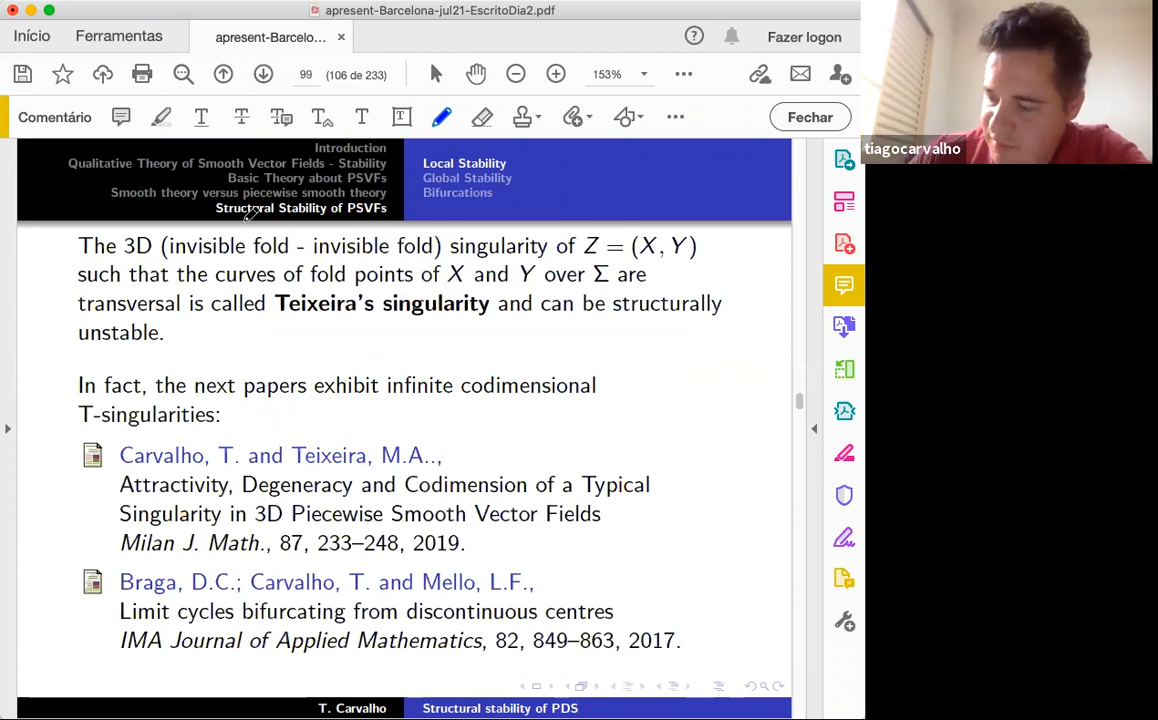 apresent-Barcelona-jul21-EscritoDia2.pdf
Início
Ferramentas
apresent-Barcelo...
Fazer logon
99
(106 de 233)
153%
Comentário
Fechar
tiagocarvalho
Introduction
Qualitative Theory of Smooth Vector Fields - Stability
Basic Theory about PSVFs
Smooth theory versus piecewise smooth theory
Structural Stability of PSVFs
Local Stability
Global Stability
Bifurcations
The 3D (invisible fold - invisible fold) singularity of Z = (X, Y)
such that the curves of fold points of X and Y over Σ are
transversal is called Teixeira's singularity and can be structurally
unstable.
In fact, the next papers exhibit infinite codimensional
T-singularities:
Carvalho, T. and Teixeira, M.A..,
Attractivity, Degeneracy and Codimension of a Typical
Singularity in 3D Piecewise Smooth Vector Fields
Milan J. Math., 87, 233–248, 2019.
Braga, D.C.; Carvalho, T. and Mello, L.F.,
Limit cycles bifurcating from discontinuous centres
IMA Journal of Applied Mathematics, 82, 849–863, 2017.
T. Carvalho
Structural stability of PDS